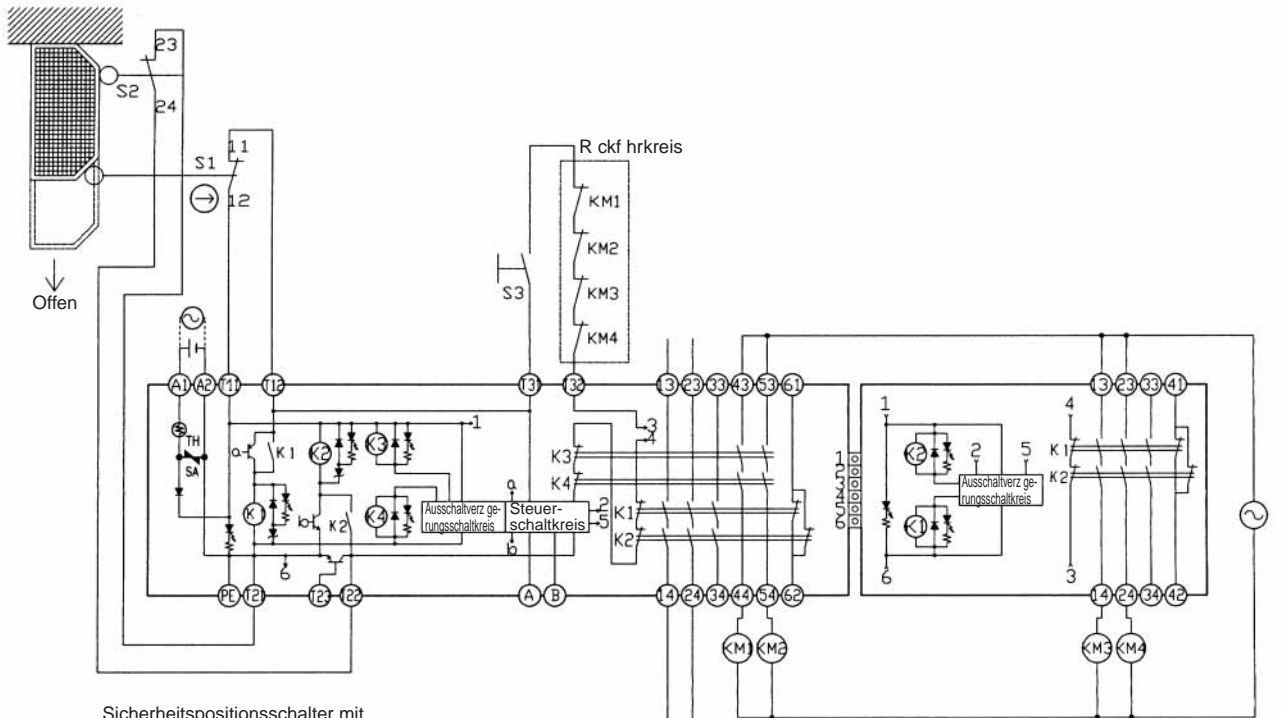 23
S2
24
11
S1
12
Offen
R ckf hrkreis
KM1
KM2
KM3
KM4
S3
A1 A2 T11 T12 T31 T32 13 23 33 43 53 61 13 23 33 41
TH
SA
a
K1
K2
K3
1
3
4
K3
K4
K1
b
K2
K4
Ausschaltverz ge-
rungsschaltkreis
a
Steuer-
schaltkreis
b
2
5
K1
K2
6
1
2
3
4
5
6
1
K2
2
5
Ausschaltverz ge-
rungsschaltkreis
K1
6
4
K1
K2
3
PE T21 T23 T22 A B 14 24 34 44 54 62 14 24 34 42
KM1 KM2 KM3 KM4
Sicherheitspositionsschalter mit